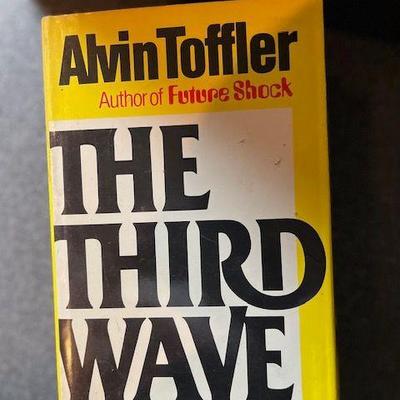 Alvin Toffler
Author of Future Shock
THE
THIRD
WAVE